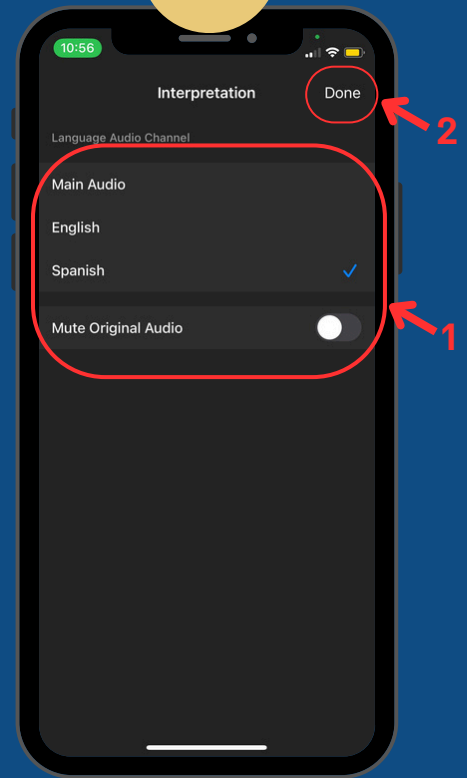 10:56
Interpretation
Done
2
Language Audio Channel
Main Audio
English
Spanish
Mute Original Audio
1